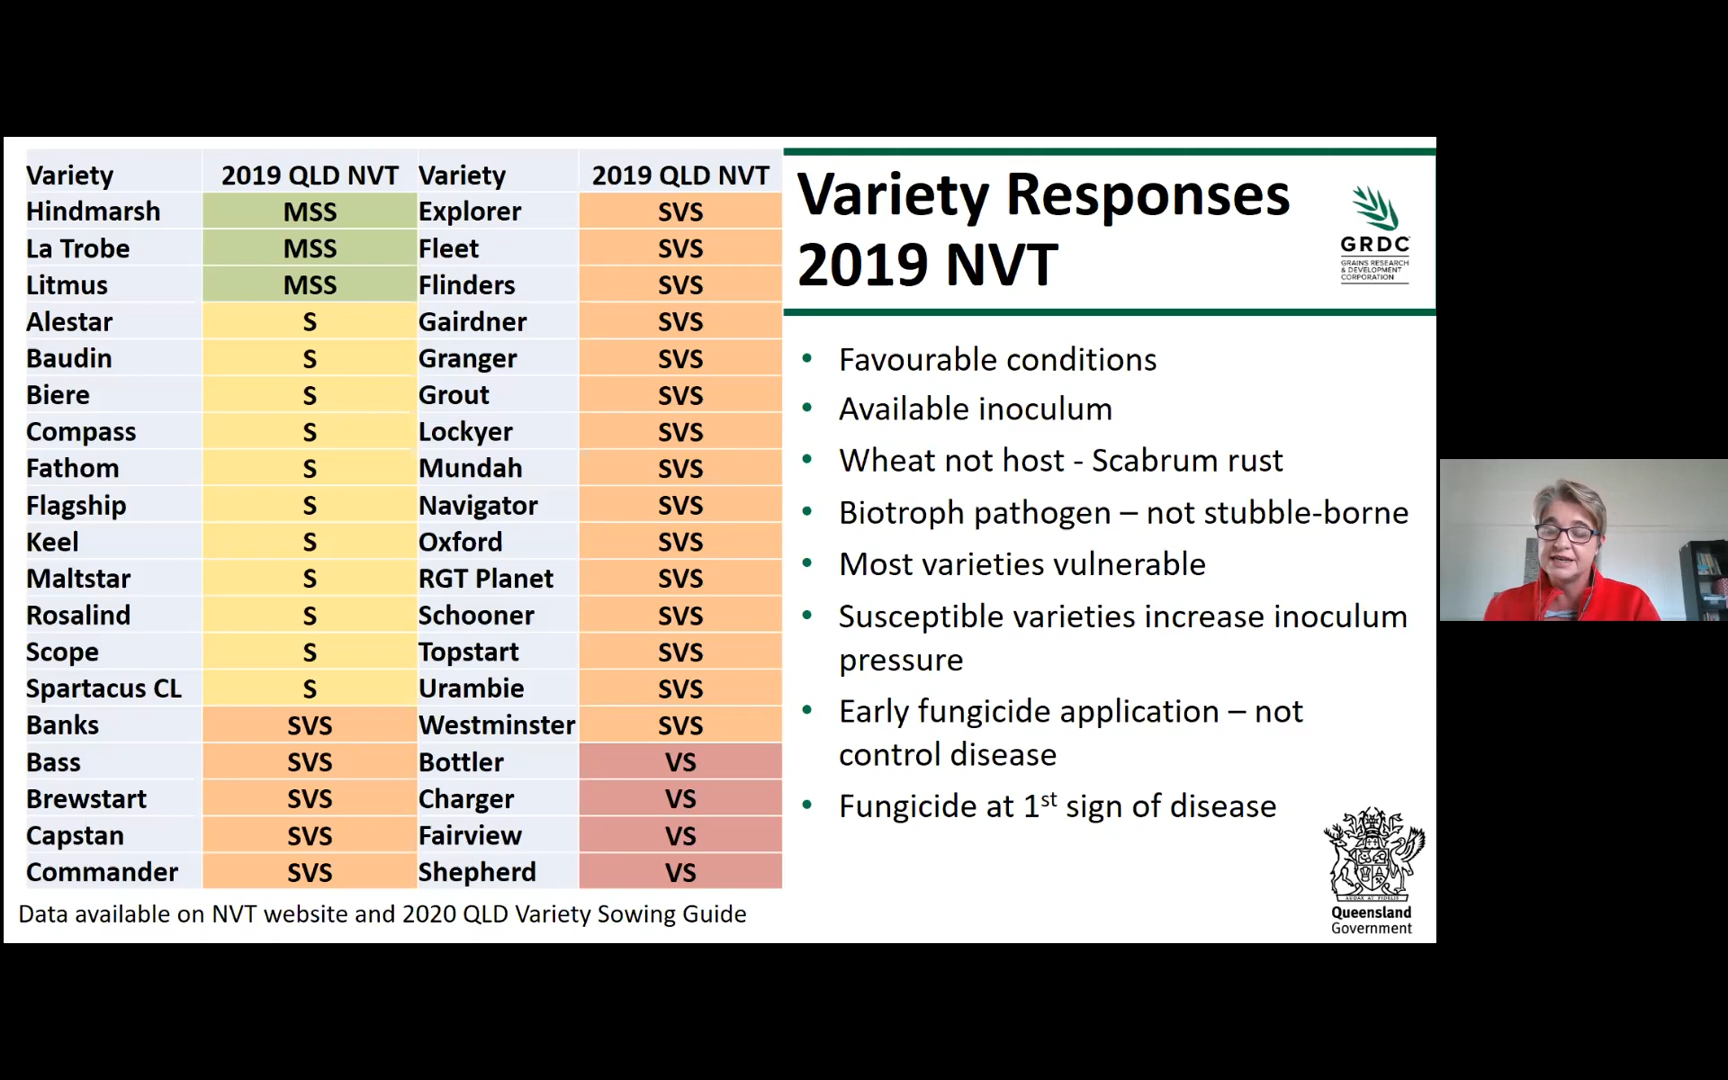 Variety 2019 QLD NVT Variety 2019 QLD NVT
Hindmarsh MSS Explorer SVS
La Trobe MSS Fleet SVS
Litmus MSS Flinders SVS
Alestar S Gairdner SVS
Baudin S Granger SVS
Biere S Grout SVS
Compass S Lockyer SVS
Fathom S Mundah SVS
Flagship S Navigator SVS
Keel S Oxford SVS
Maltstar S RGT Planet SVS
Rosalind S Schooner SVS
Scope S Topstart SVS
Spartacus CL S Urambie SVS
Banks SVS Westminster SVS
Bass SVS Bottler VS
Brewstart SVS Charger VS
Capstan SVS Fairview VS
Commander SVS Shepherd VS
Data available on NVT website and 2020 QLD Variety Sowing Guide
Variety Responses
2019 NVT
GRDC
GRAINS RESEARCH
& DEVELOPMENT
CORPORATION
• Favourable conditions
• Available inoculum
• Wheat not host - Scabrum rust
• Biotroph pathogen – not stubble-borne
• Most varieties vulnerable
• Susceptible varieties increase inoculum
pressure
• Early fungicide application – not
control disease
• Fungicide at 1st sign of disease
Queensland
Government